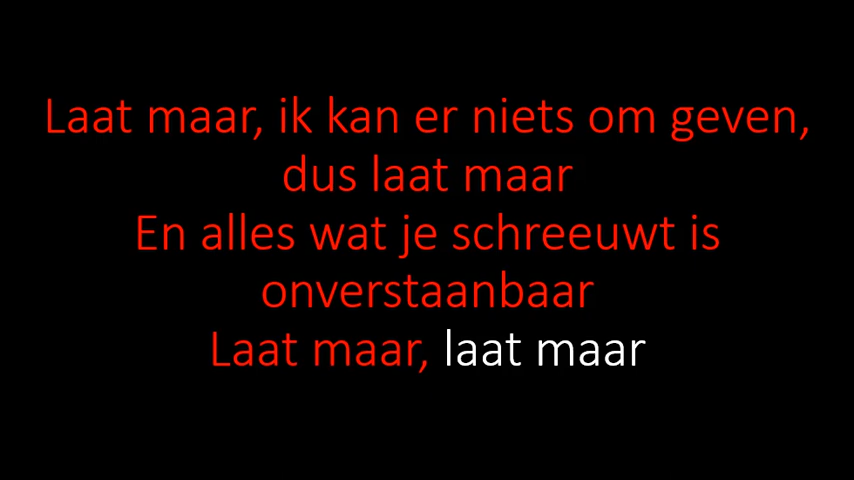 Laat maar, ik kan er niets om geven,
dus laat maar
En alles wat je schreeuwt is
onverstaanbaar
Laat maar, laat maar